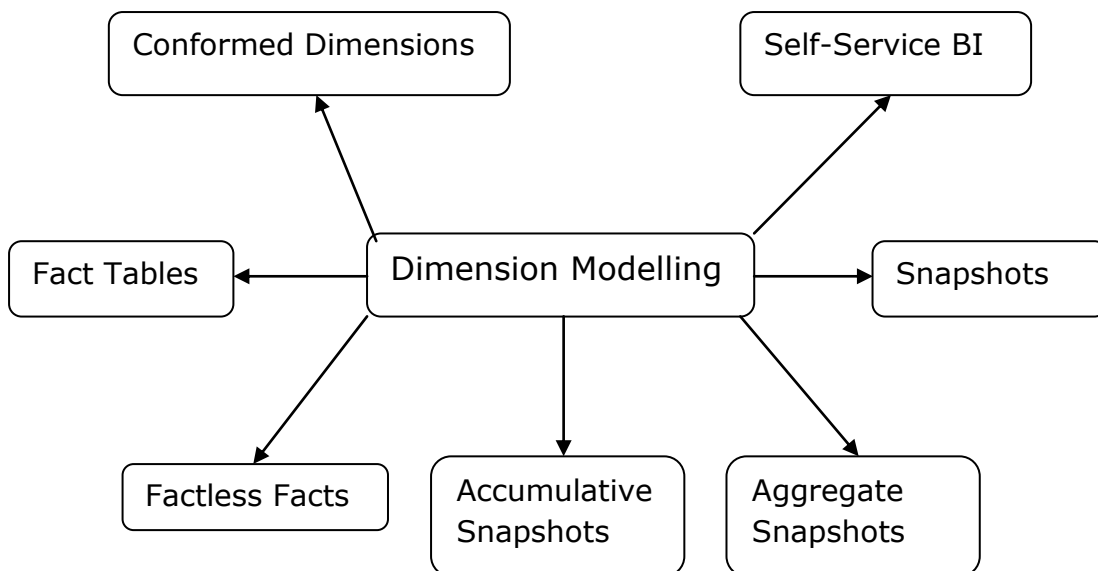 Conformed Dimensions
Self-Service BI
Fact Tables
Dimension Modelling
Snapshots
Factless Facts
Accumulative
Snapshots
Aggregate
Snapshots